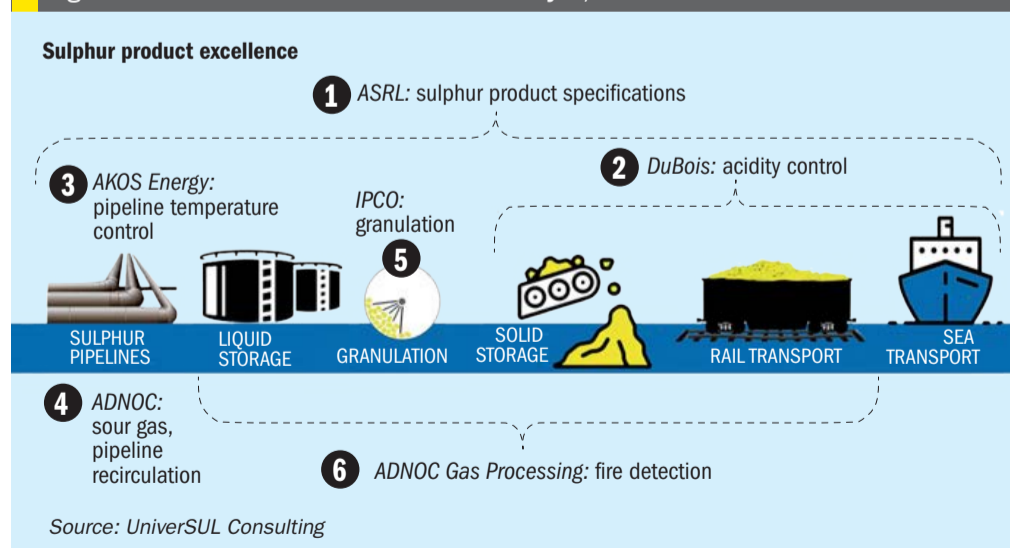 Sulphur product excellence
1 ASRL: sulphur product specifications
2 DuBois: acidity control
3 AKOS Energy:
pipeline temperature
control
IPCO:
granulation
5
SULPHUR
PIPELINES
LIQUID
STORAGE
GRANULATION
SOLID
STORAGE
RAIL TRANSPORT
SEA
TRANSPORT
4 ADNOC:
sour gas,
pipeline
recirculation
6 ADNOC Gas Processing: fire detection
Source: UniverSUL Consulting